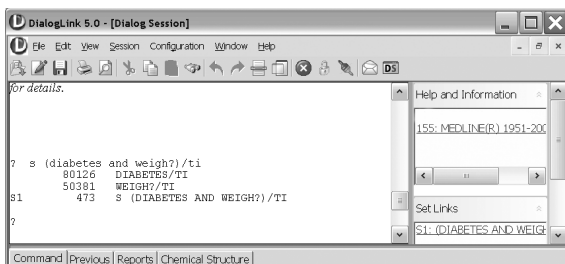 DialogLink 5.0 - [Dialog Session]
File Edit View Session Configuration Window Help
DS
for details.
? s (diabetes and weigh?)/ti
80126 DIABETES/TI
50381 WEIGH?/TI
S1 473 S (DIABETES AND WEIGH?)/TI
?
Help and Information
155: MEDLINE(R) 1951-200
Set Links
S1: (DIABETES AND WEIGH
Command Previous Reports Chemical Structure